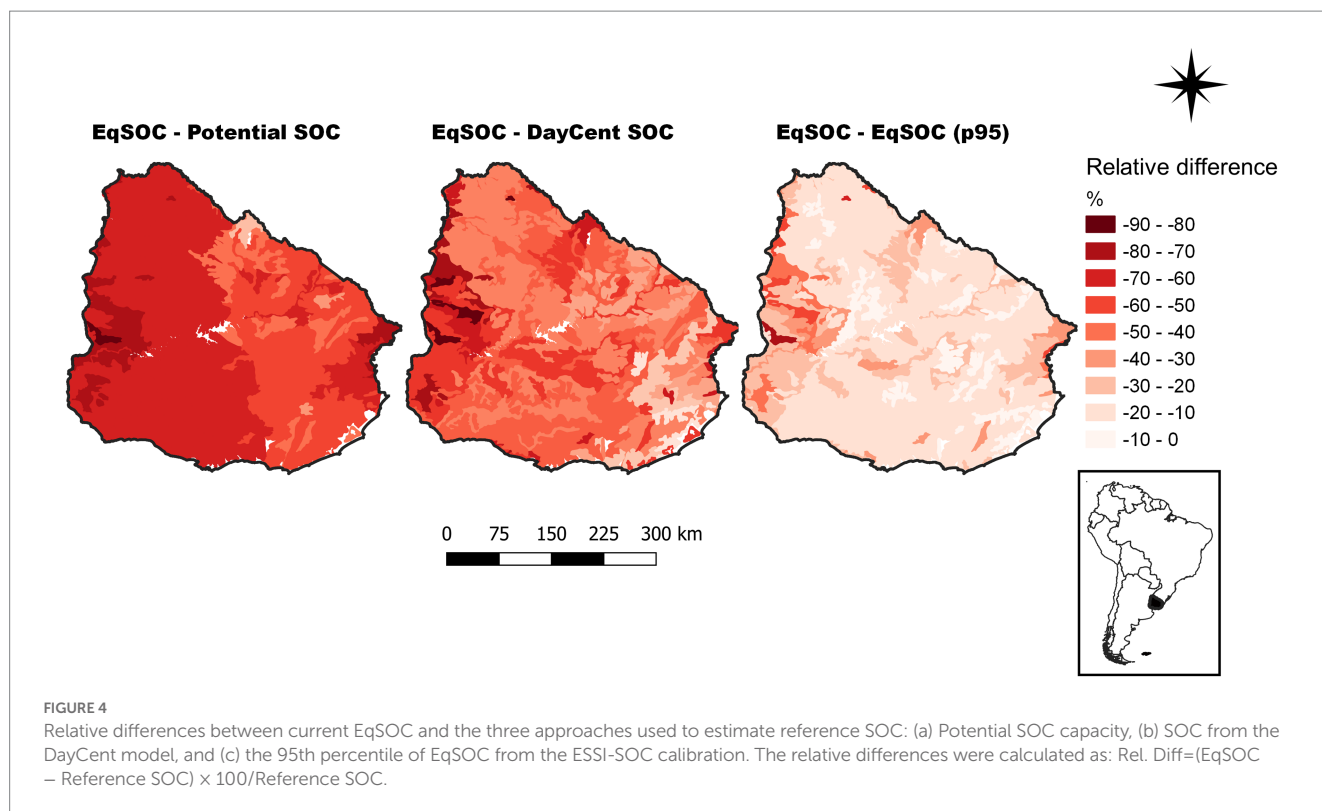 EqSOC - Potential SOC
EqSOC - DayCent SOC
EqSOC - EqSOC (p95)
Relative difference
%
-90 - -80
-80 - -70
-70 - -60
-60 - -50
-50 - -40
-40 - -30
-30 - -20
-20 - -10
-10 - 0
0 75 150 225 300 km
FIGURE 4
Relative differences between current EqSOC and the three approaches used to estimate reference SOC: (a) Potential SOC capacity, (b) SOC from the
DayCent model, and (c) the 95th percentile of EqSOC from the ESSI-SOC calibration. The relative differences were calculated as: Rel. Diff=(EqSOC
− Reference SOC) × 100/Reference SOC.